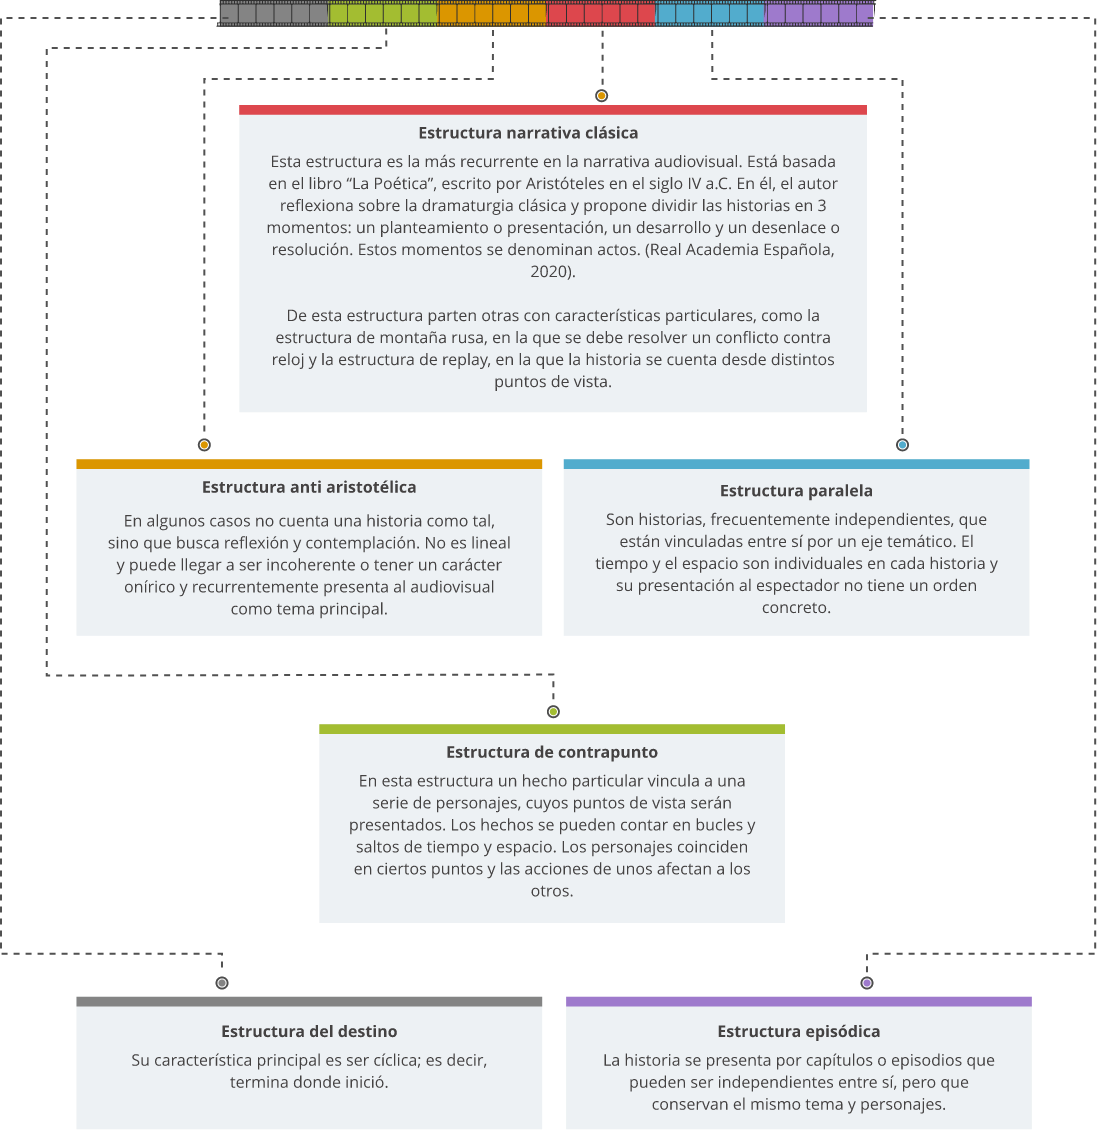 Estructura narrativa clásica
Esta estructura es la más recurrente en la narrativa audiovisual. Está basada
en el libro “La Poética”, escrito por Aristóteles en el siglo IV a.C. En él, el autor
reflexiona sobre la dramaturgia clásica y propone dividir las historias en 3
momentos: un planteamiento o presentación, un desarrollo y un desenlace o
resolución. Estos momentos se denominan actos. (Real Academia Española,
2020).
De esta estructura parten otras con características particulares, como la
estructura de montaña rusa, en la que se debe resolver un conflicto contra
reloj y la estructura de replay, en la que la historia se cuenta desde distintos
puntos de vista.
Estructura anti aristotélica
En algunos casos no cuenta una historia como tal,
sino que busca reflexión y contemplación. No es lineal
y puede llegar a ser incoherente o tener un carácter
onírico y recurrentemente presenta al audiovisual
como tema principal.
Estructura paralela
Son historias, frecuentemente independientes, que
están vinculadas entre sí por un eje temático. El
tiempo y el espacio son individuales en cada historia y
su presentación al espectador no tiene un orden
concreto.
Estructura de contrapunto
En esta estructura un hecho particular vincula a una
serie de personajes, cuyos puntos de vista serán
presentados. Los hechos se pueden contar en bucles y
saltos de tiempo y espacio. Los personajes coinciden
en ciertos puntos y las acciones de unos afectan a los
otros.
Estructura del destino
Su característica principal es ser cíclica; es decir,
termina donde inició.
Estructura episódica
La historia se presenta por capítulos o episodios que
pueden ser independientes entre sí, pero que
conservan el mismo tema y personajes.